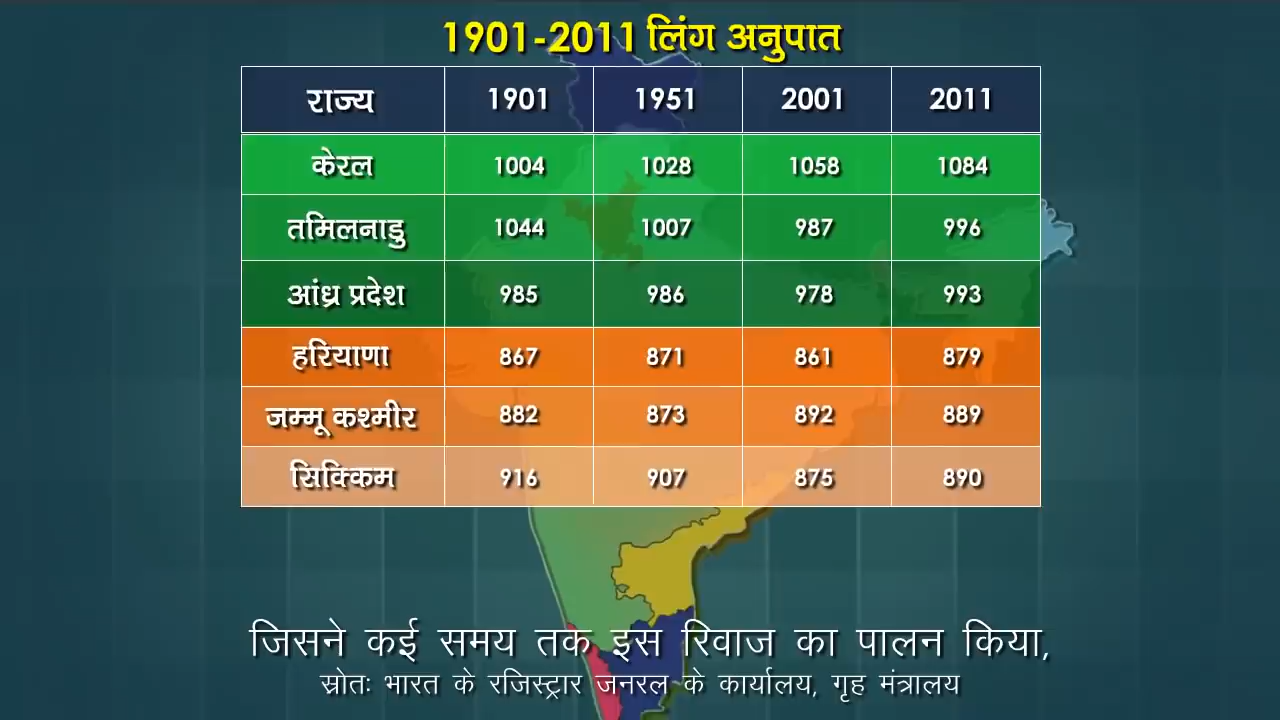 1901-2011 लिंग अनुपात
राज्य 1901 1951 2001 2011
केरल 1004 1028 1058 1084
तमिलनाडु 1044 1007 987 996
आंध्र प्रदेश 985 986 978 993
हरियाणा 867 871 861 879
जम्मू कश्मीर 882 873 892 889
सिक्किम 916 907 875 890
जिसने कई समय तक इस रिवाज का पालन किया,
स्रोतः भारत के रजिस्ट्रार जनरल के कार्यालय, गृह मंत्रालय